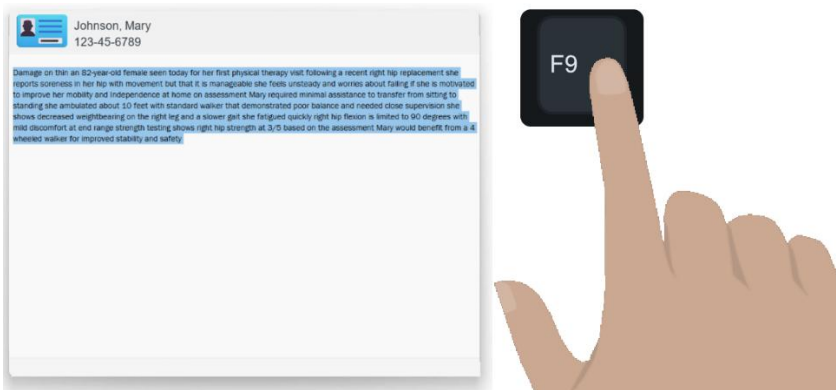 Johnson, Mary
123-45-6789
Damage on thin an 82-year-old female seen today for her first physical therapy visit following a recent right hip replacement she
reports soreness in her hip with movement but that it is manageable she feels unsteady and worries about falling if she is motivated
to improve her mobility and independence at home on assessment Mary required minimal assistance to transfer from sitting to
standing she ambulated about 10 feet with standard walker that demonstrated poor balance and needed close supervision she
shows decreased weightbearing on the right leg and a slower gait she fatigued quickly right hip flexion is limited to 90 degrees with
mild discomfort at end range strength testing shows right hip strength at 3/5 based on the assessment Mary would benefit from a 4
wheeled walker for improved stability and safety
F9